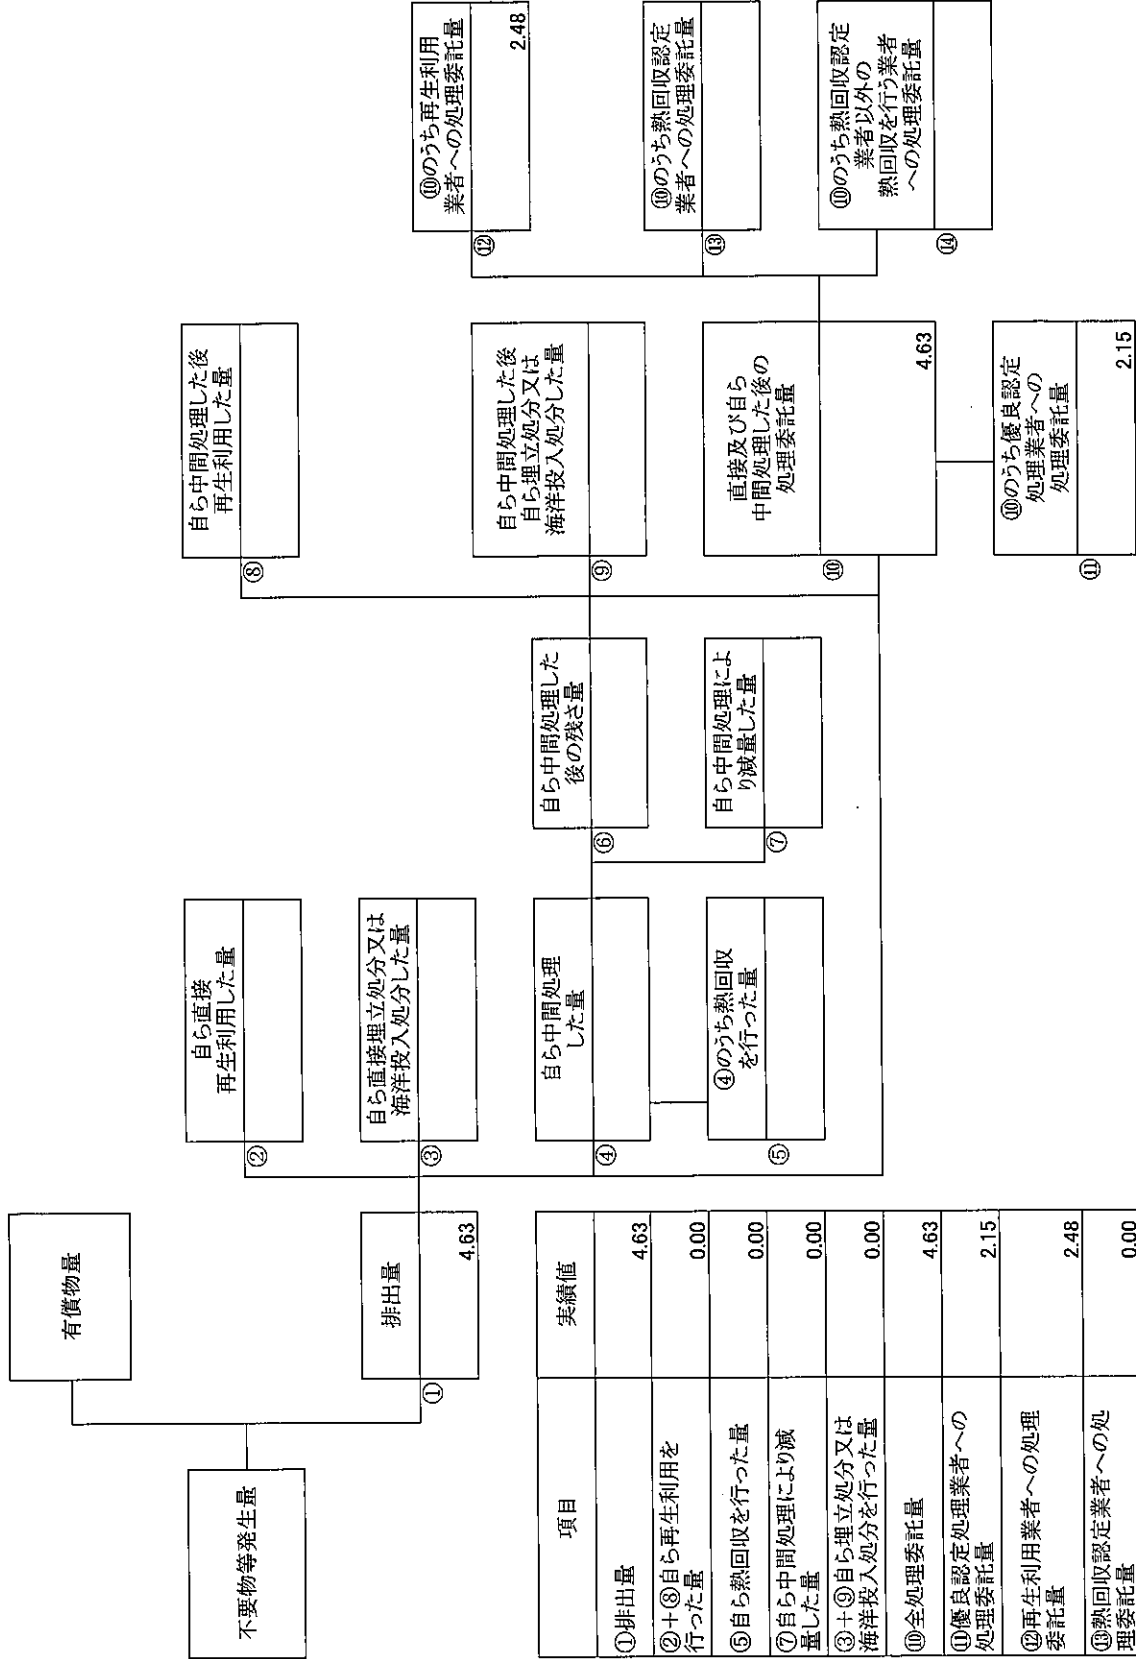 不要物等発生量
有償物量
排出量
①
4.63
自ら直接
再生利用した量
②
自ら直接埋立処分又は
海洋投入処分した量
③
自ら中間処理
した量
④
④のうち熱回収
を行った量
⑤
自ら中間処理した
後の残さ量
⑥
自ら中間処理によ
り減量した量
⑦
自ら中間処理した後
再生利用した量
⑧
自ら中間処理した後
自ら埋立処分又は
海洋投入処分した量
⑨
直接及び自ら
中間処理した後の
処理委託量
⑩
4.63
⑩のうち優良認定
処理業者への
処理委託量
⑪
2.15
⑩のうち再生利用
業者への処理委託量
⑫
2.48
⑩のうち熱回収認定
業者への処理委託量
⑬
⑩のうち熱回収認定
業者以外の
熱回収を行う業者
への処理委託量
⑭
項目 実績値
①排出量 4.63
②+⑧自ら再生利用を
行った量 0.00
⑤自ら熱回収を行った量 0.00
⑦自ら中間処理により減
量した量 0.00
③+⑨自ら埋立処分又は
海洋投入処分を行った量 0.00
⑩全処理委託量 4.63
⑪優良認定処理業者への
処理委託量 2.15
⑫再生利用業者への処理
委託量 2.48
⑬熱回収認定業者への処
理委託量 0.00